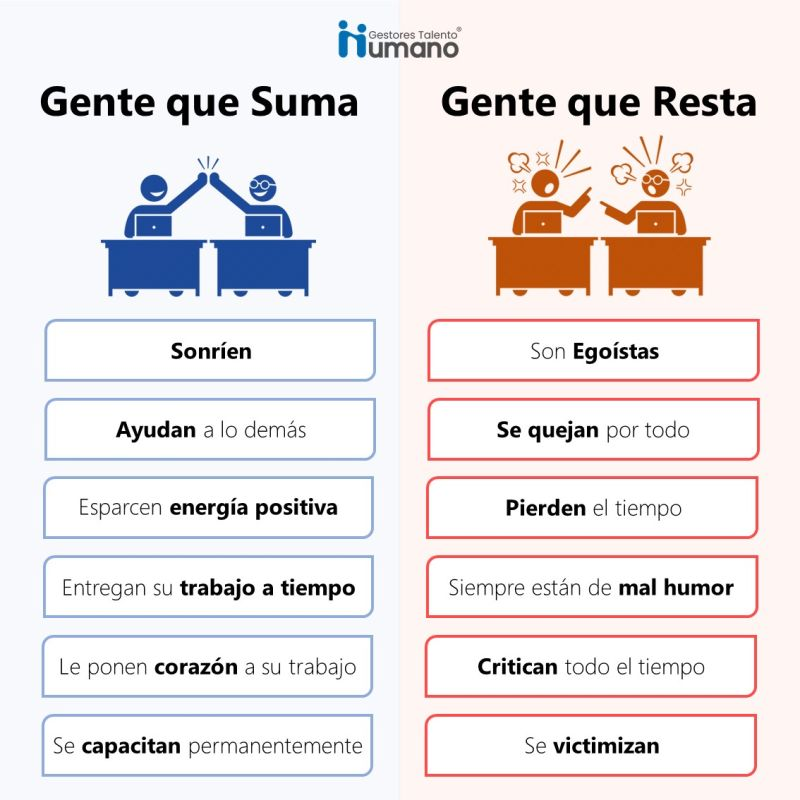 Gestores Talento
Humano
Gente que Suma
Sonríen
Ayudan a lo demás
Esparcen energía positiva
Entregan su trabajo a tiempo
Le ponen corazón a su trabajo
Se capacitan permanentemente
Gente que Resta
Son Egoístas
Se quejan por todo
Pierden el tiempo
Siempre están de mal humor
Critican todo el tiempo
Se victimizan